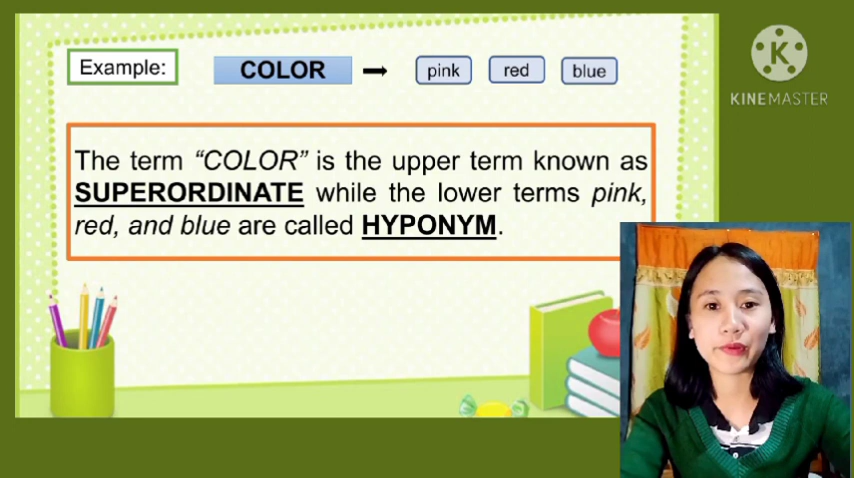 Example:
COLOR
pink
red
blue
K
KINEMASTER
The term “COLOR” is the upper term known as
SUPERORDINATE while the lower terms pink,
red, and blue are called HYPONYM.